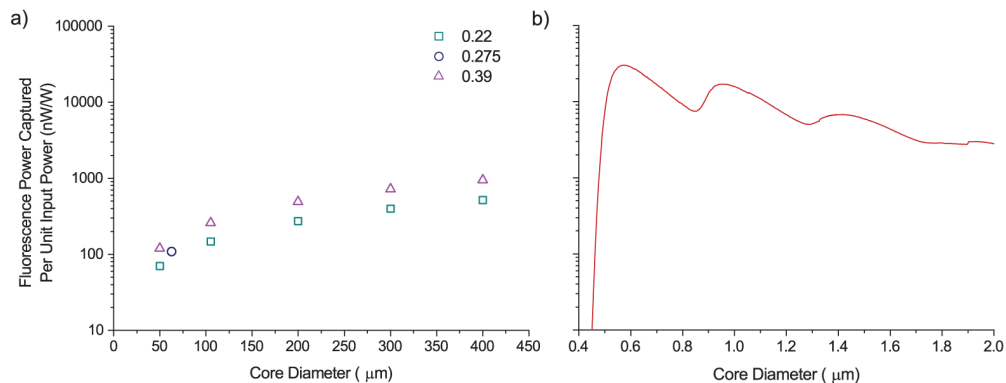 a)
Fluorescence Power Captured
Per Unit Input Power (nW/W)
100000
10000
1000
100
10
0 50 100 150 200 250 300 350 400 450
Core Diameter ( μm)
0.22
0.275
0.39
b)
0.4 0.6 0.8 1.0 1.2 1.4 1.6 1.8 2.0
Core Diameter ( μm)